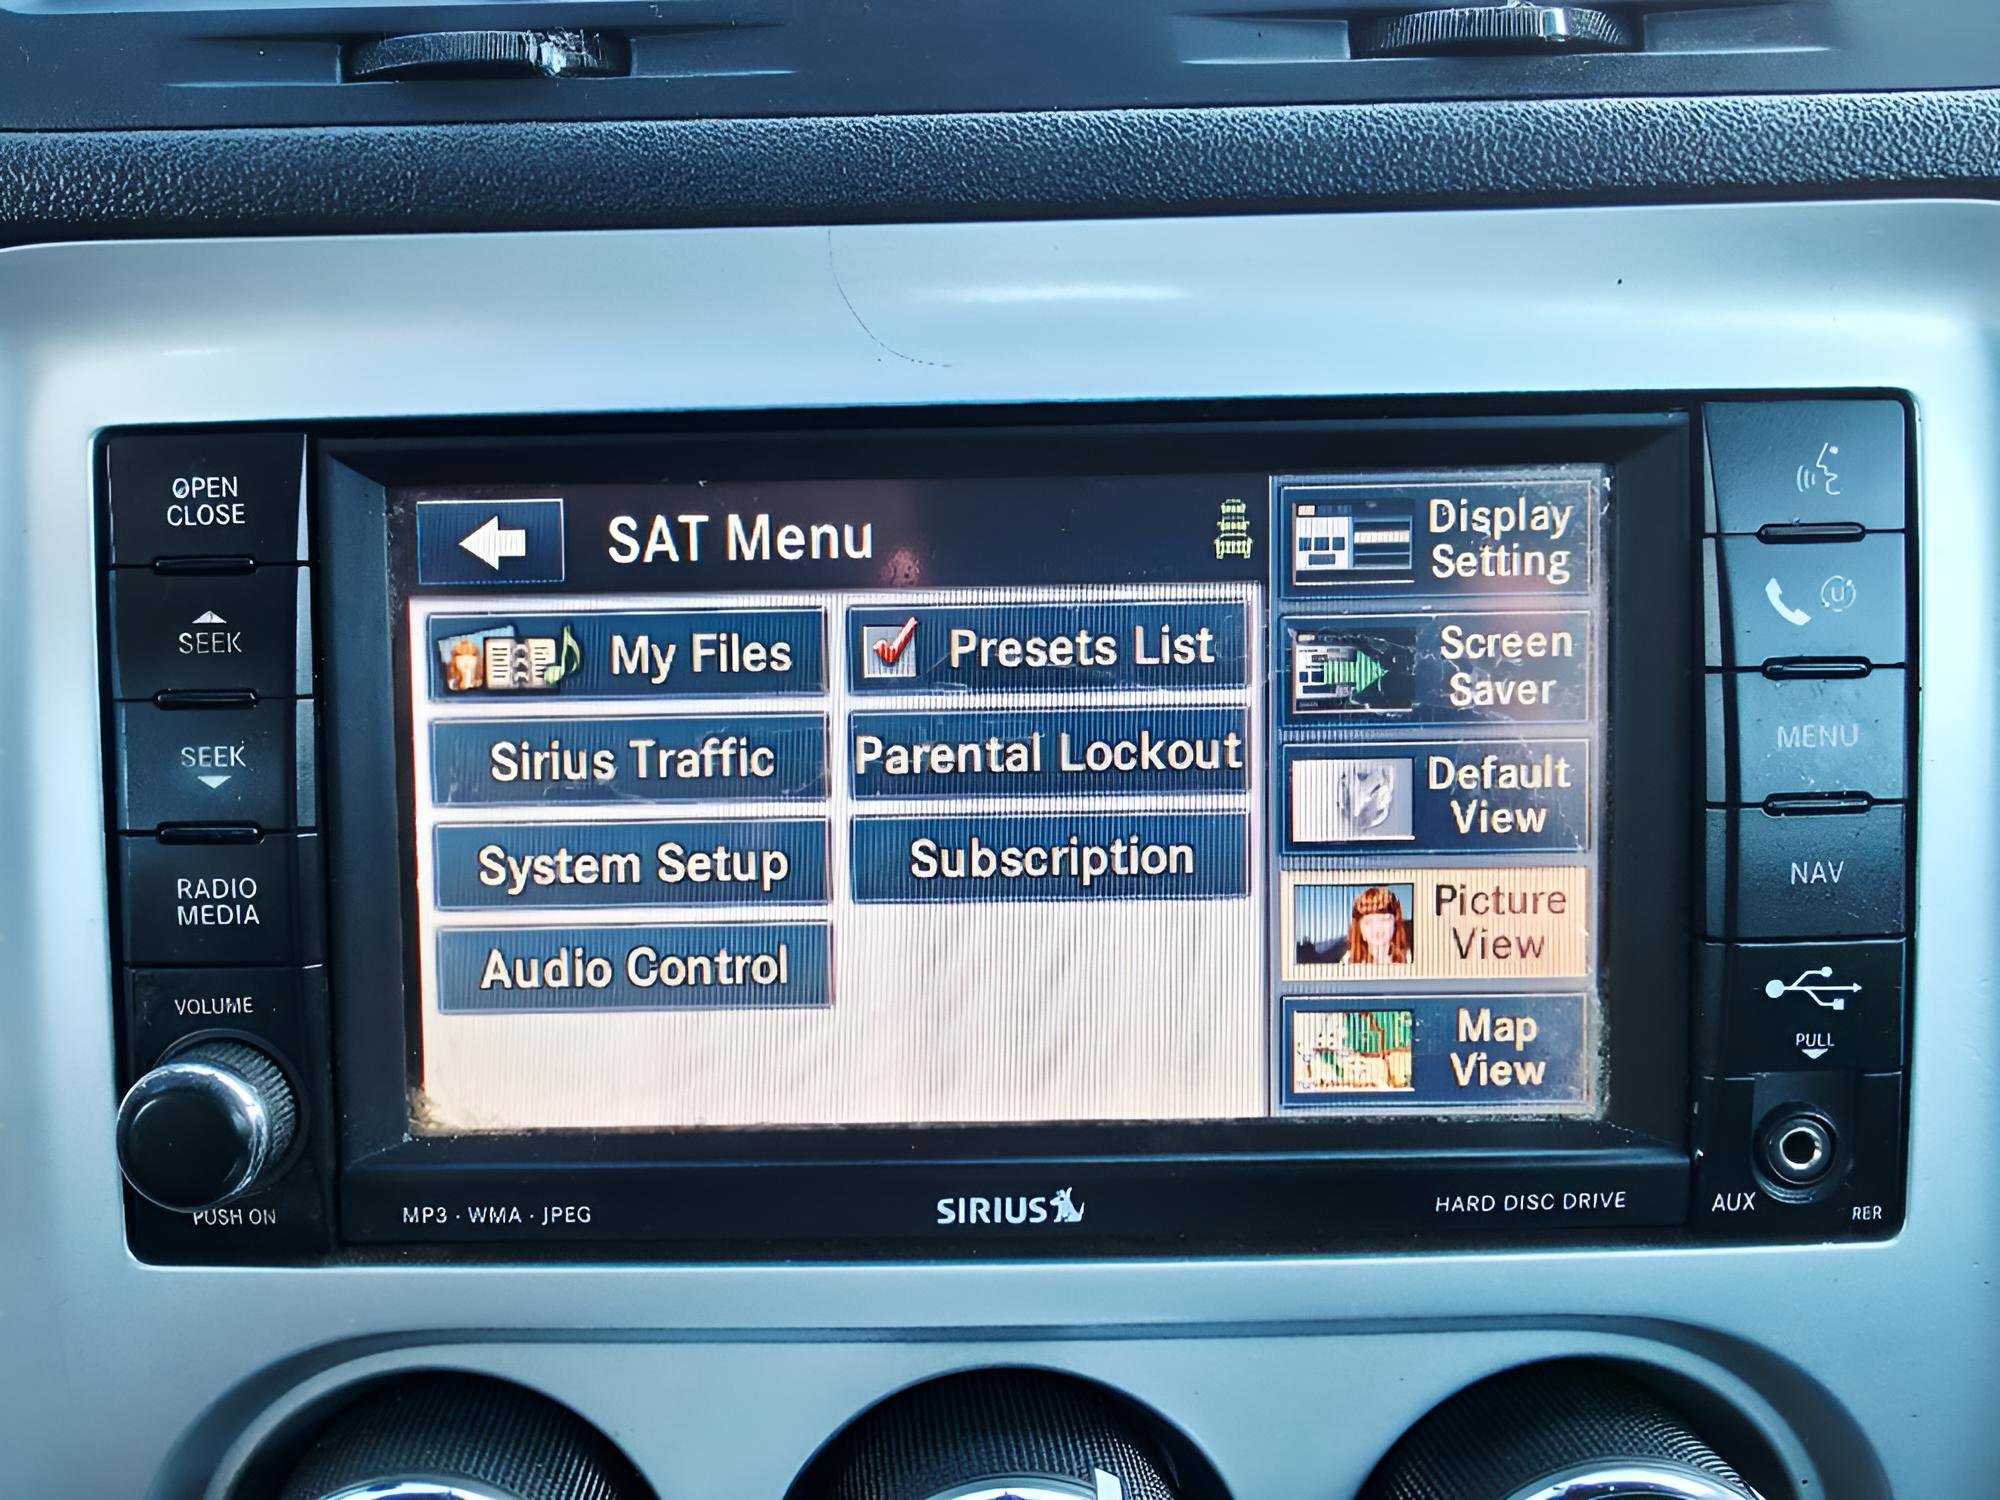 OPEN
CLOSE
SEEK
SEEK
RADIO
MEDIA
VOLUME
PUSH ON
SAT Menu
My Files
Presets List
Sirius Traffic
Parental Lockout
System Setup
Subscription
Audio Control
Display
Setting
Screen
Saver
Default
View
Picture
View
Map
View
MENU
NAV
PULL
AUX
RER
MP3 · WMA · JPEG
SIRIUS
HARD DISC DRIVE